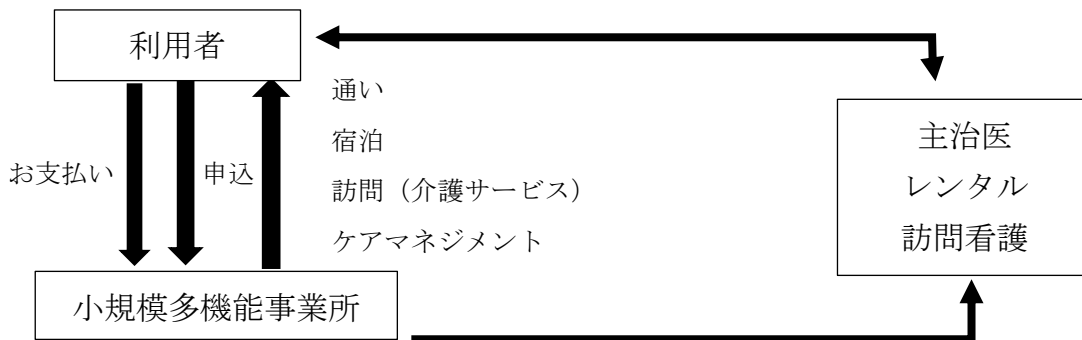 利用者
通い
宿泊
訪問（介護サービス）
ケアマネジメント
お支払い
申込
主治医
レンタル
訪問看護
小規模多機能事業所